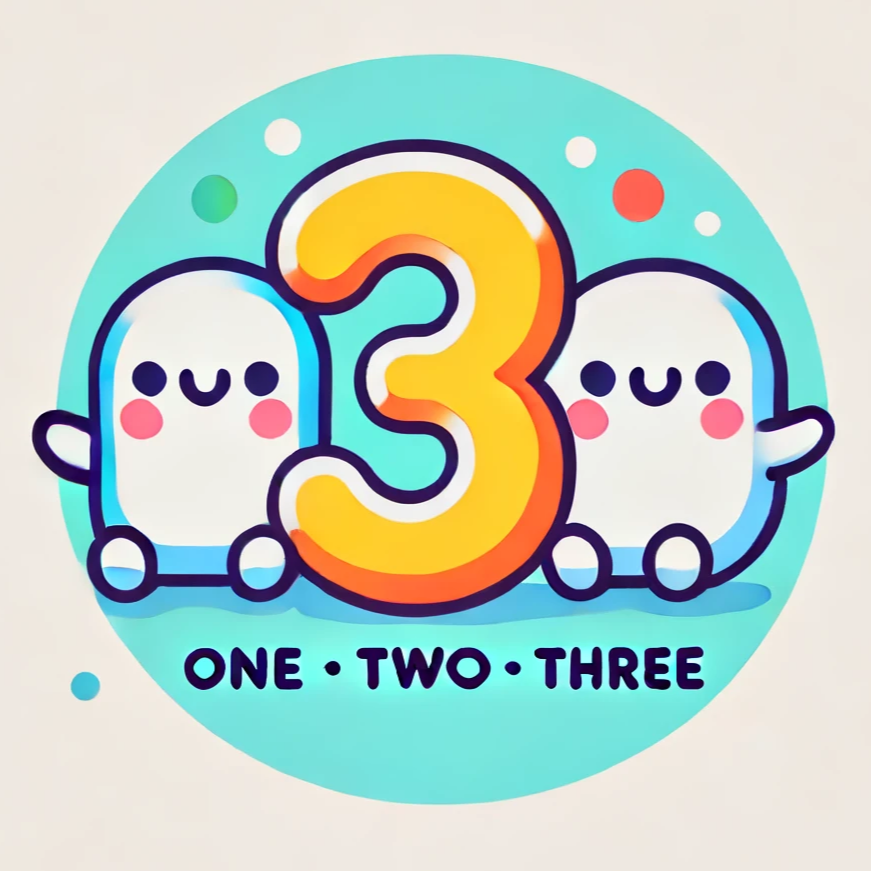 3
ONE • TWO • THREE